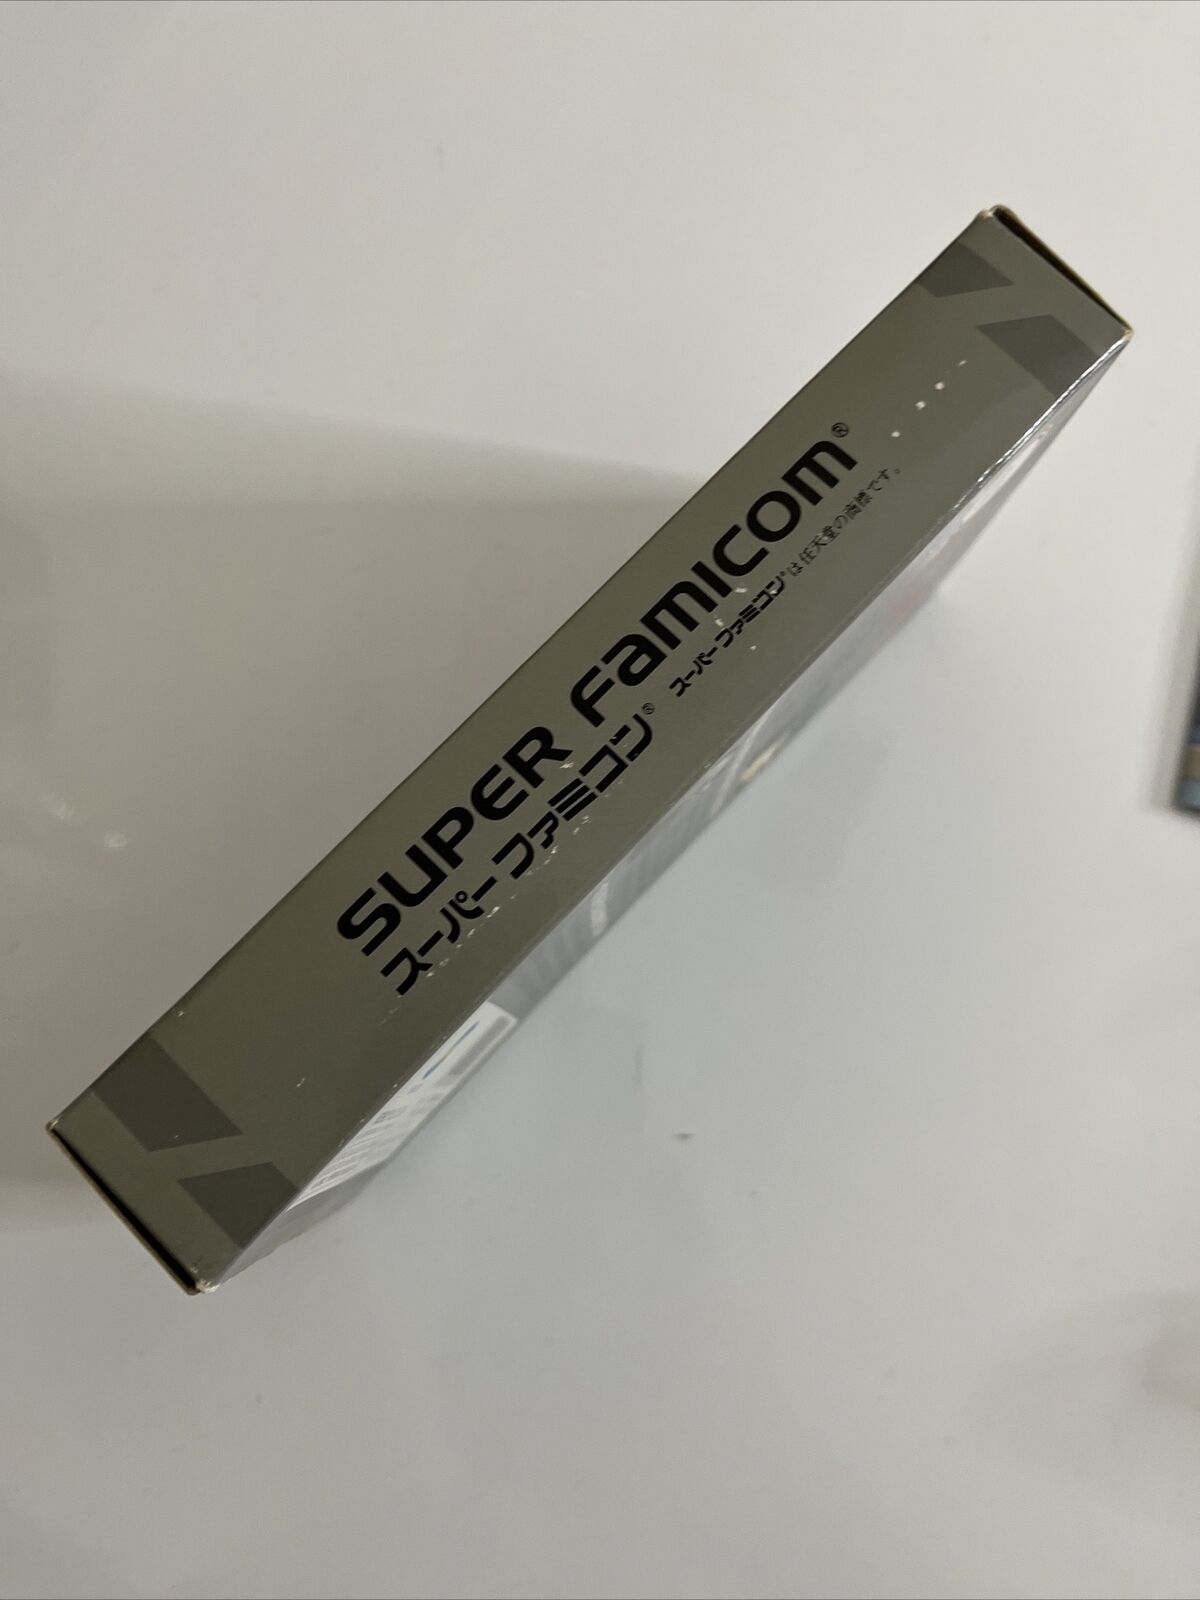 SUPER FAMICOM®
スーパーファミコン®
スーパーファミコン®は任天堂の商標です。